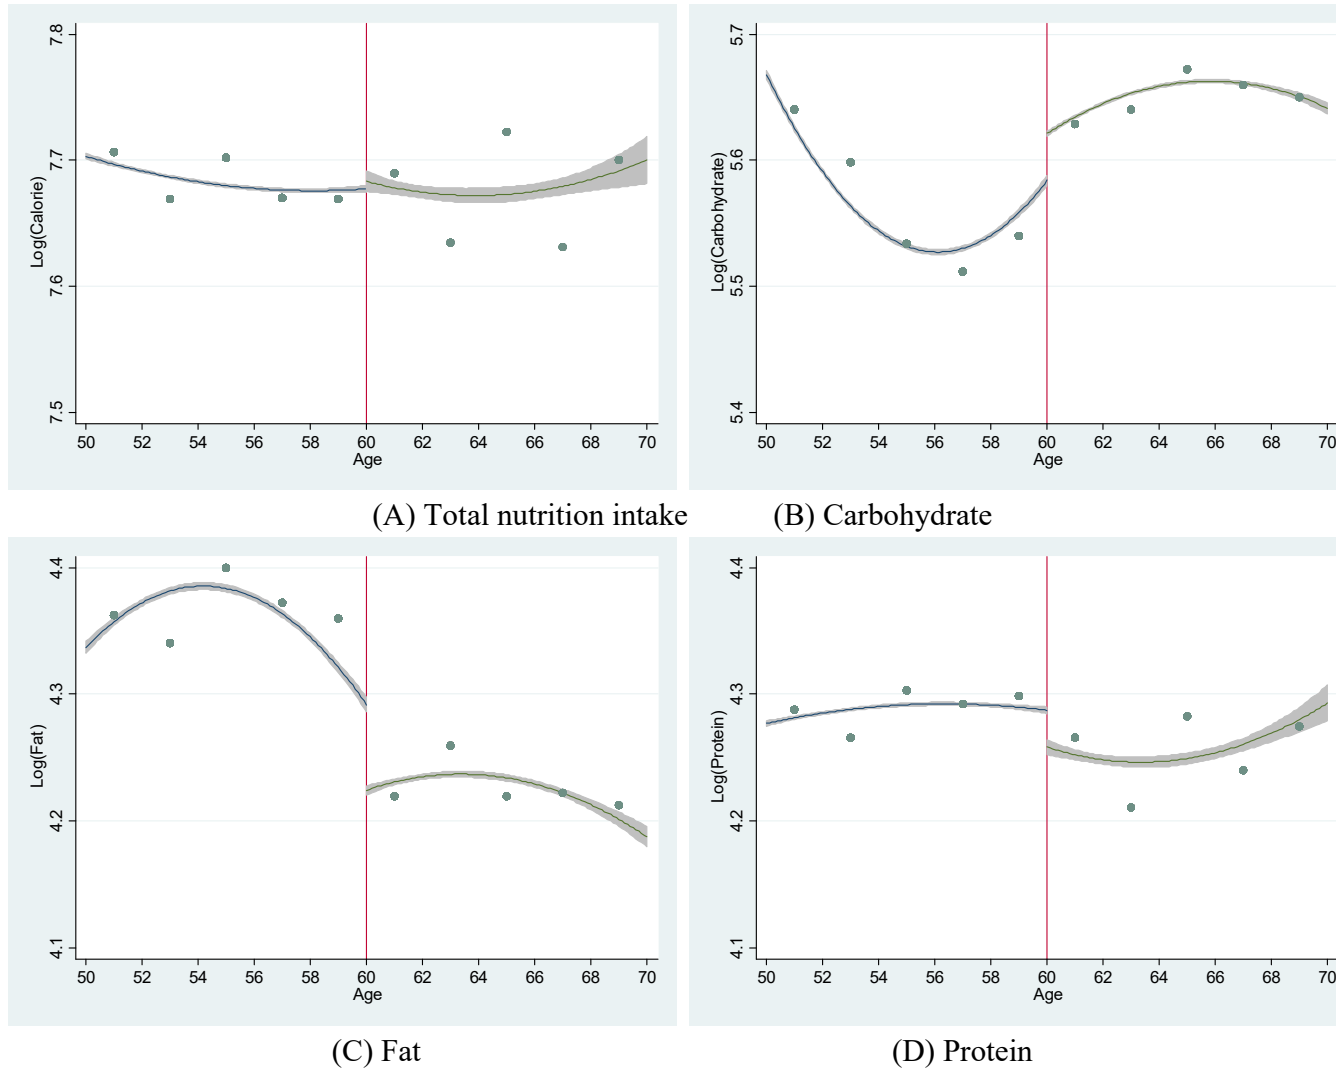 7.8
7.7
7.6
7.5
Log(Calorie)
50 52 54 56 58 60 62 64 66 68 70
Age
5.7
5.6
5.5
5.4
Log(Carbohydrate)
50 52 54 56 58 60 62 64 66 68 70
Age
(A) Total nutrition intake
(B) Carbohydrate
4.4
4.3
4.2
4.1
Log(Fat)
50 52 54 56 58 60 62 64 66 68 70
Age
4.4
4.3
4.2
4.1
Log(Protein)
50 52 54 56 58 60 62 64 66 68 70
Age
(C) Fat
(D) Protein